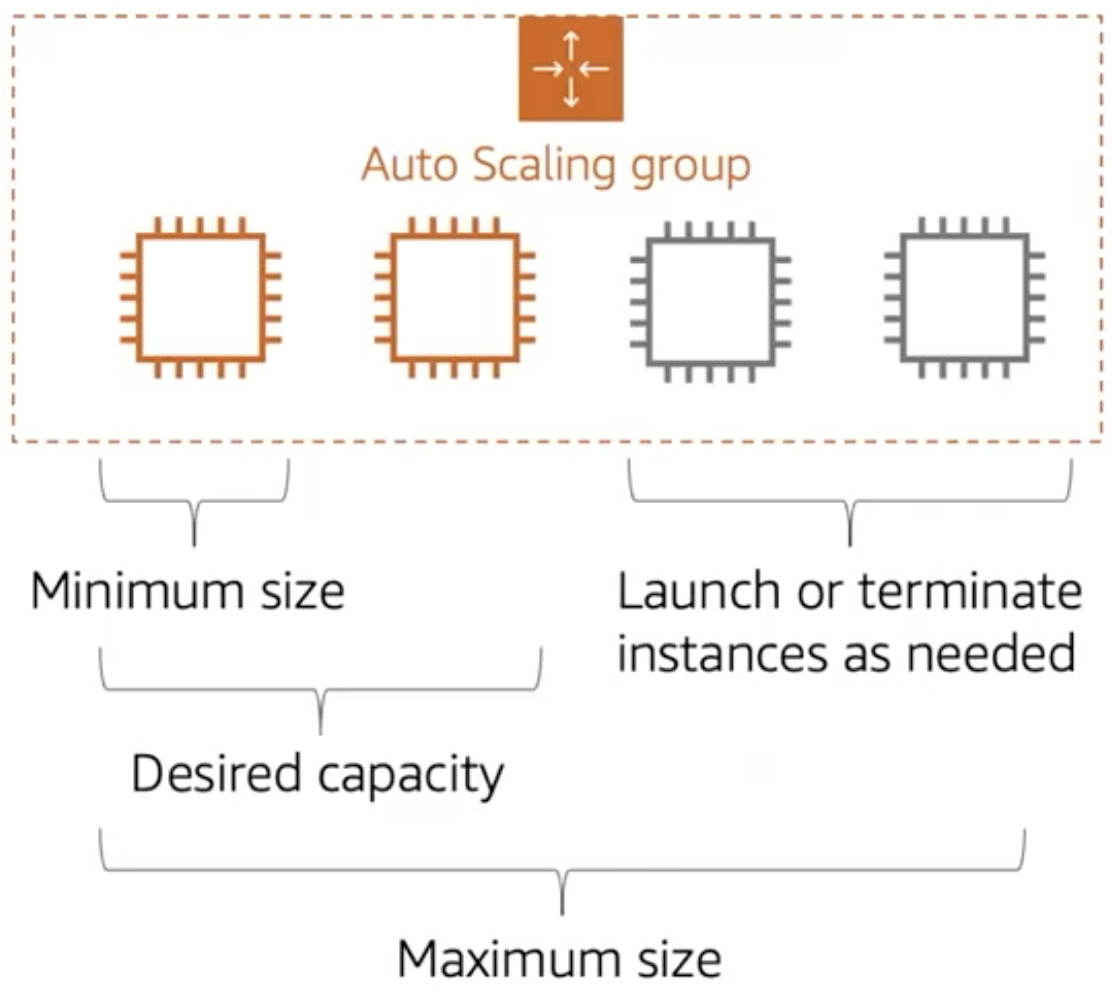 Auto Scaling group
Minimum size
Launch or terminate
instances as needed
Desired capacity
Maximum size